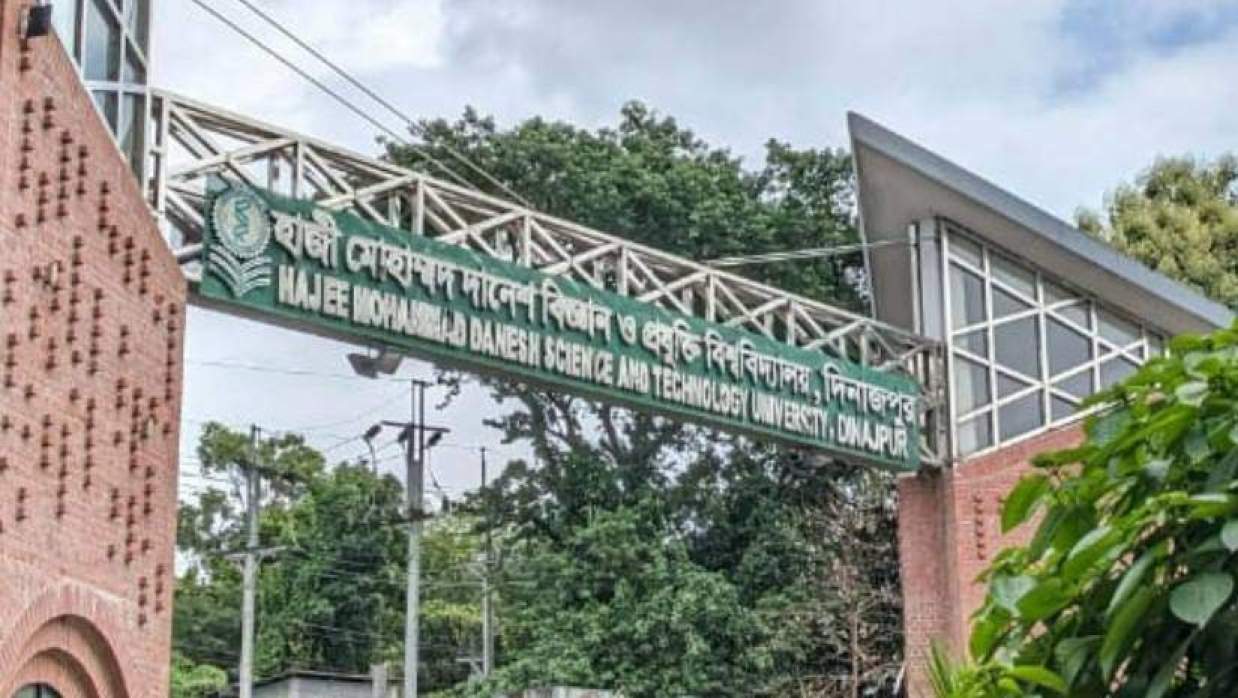 হাজী মোহাম্মদ দানেশ বিজ্ঞান ও প্রযুক্তি বিশ্ববিদ্যালয়, দিনাজপুর
HAJEE MOHAMMAD DANESH SCIENCE AND TECHNOLOGY UNIVERSITY, DINAJPUR